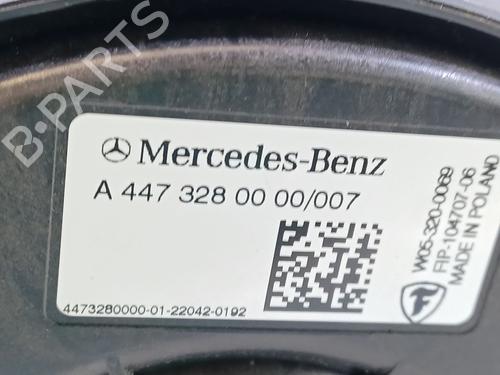 Mercedes-Benz
A 447 328 00 00/007
4473280000-01-22042-0192
W05-320-0069
FIP-104707-06
MADE IN POLAND
B-PARTS